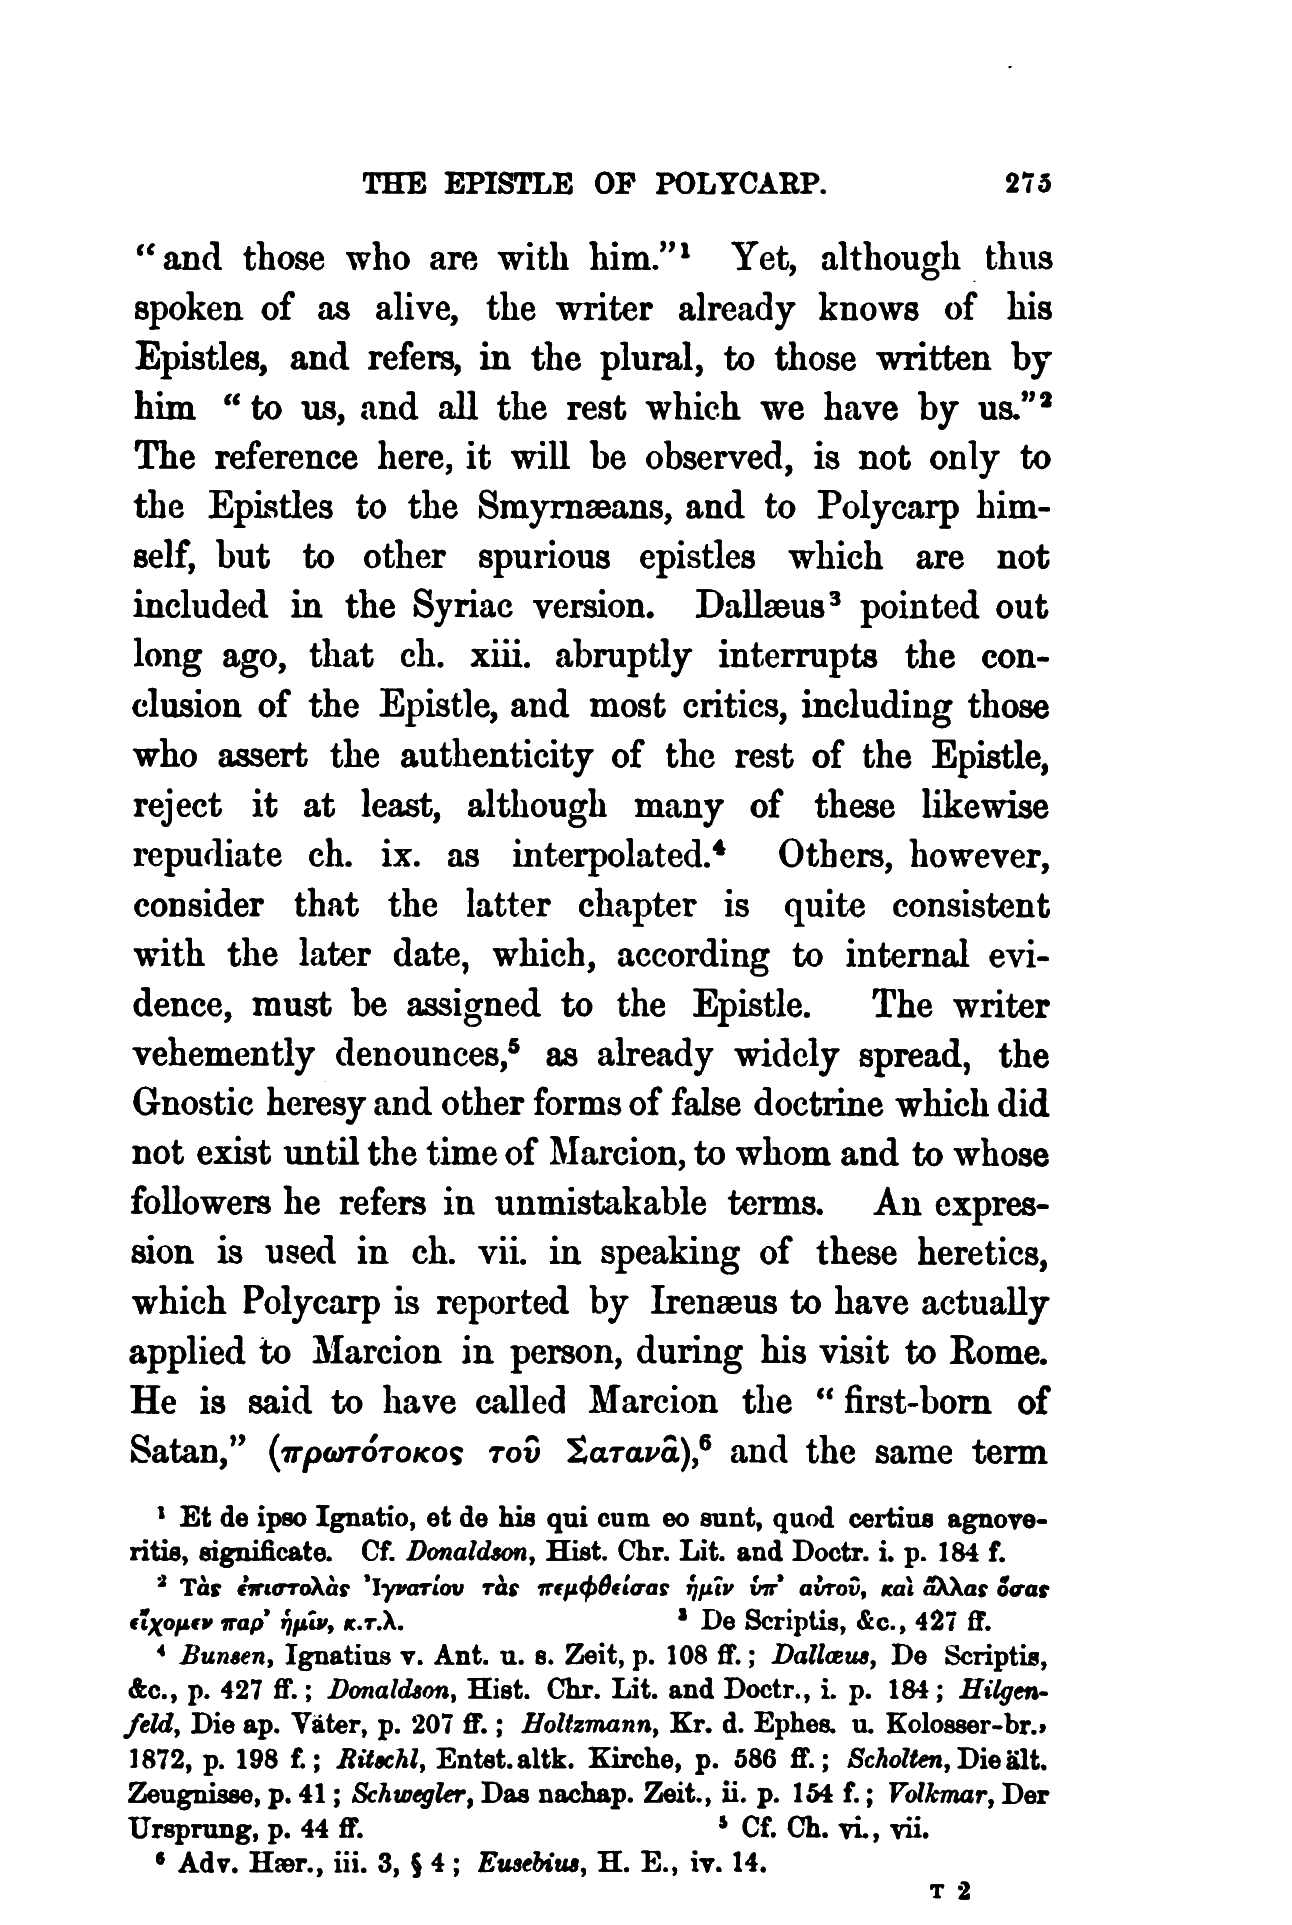 THE EPISTLE OF POLYCARP. 275
“and those who are with him.”¹ Yet, although thus
spoken of as alive, the writer already knows of his
Epistles, and refers, in the plural, to those written by
him “to us, and all the rest which we have by us.”²
The reference here, it will be observed, is not only to
the Epistles to the Smyrnæans, and to Polycarp him-
self, but to other spurious epistles which are not
included in the Syriac version. Dallæus³ pointed out
long ago, that ch. xiii. abruptly interrupts the con-
clusion of the Epistle, and most critics, including those
who assert the authenticity of the rest of the Epistle,
reject it at least, although many of these likewise
repudiate ch. ix. as interpolated.⁴ Others, however,
consider that the latter chapter is quite consistent
with the later date, which, according to internal evi-
dence, must be assigned to the Epistle. The writer
vehemently denounces,⁵ as already widely spread, the
Gnostic heresy and other forms of false doctrine which did
not exist until the time of Marcion, to whom and to whose
followers he refers in unmistakable terms. An expres-
sion is used in ch. vii. in speaking of these heretics,
which Polycarp is reported by Irenæus to have actually
applied to Marcion in person, during his visit to Rome.
He is said to have called Marcion the “first-born of
Satan,” (πρωτότοκος τοῦ Σατανᾶ),⁶ and the same term
¹ Et de ipso Ignatio, et de his qui cum eo sunt, quod certius agnove-
ritis, significate. Cf. Donaldson, Hist. Chr. Lit. and Doctr. i. p. 184 f.
² Τὰς ἐπιστολὰς Ἰγνατίου τὰς πεμφθείσας ἡμῖν ὑπ’ αὐτοῦ, καὶ ἄλλας ὅσας
εἴχομεν παρ’ ἡμῖν, κ.τ.λ. ³ De Scriptis, &c., 427 ff.
⁴ Bunsen, Ignatius v. Ant. u. s. Zeit, p. 108 ff.; Dallæus, De Scriptis,
&c., p. 427 ff.; Donaldson, Hist. Chr. Lit. and Doctr., i. p. 184; Hilgen-
feld, Die ap. Väter, p. 207 ff.; Holtzmann, Kr. d. Ephes. u. Kolosser-br.,
1872, p. 198 f.; Ritschl, Entst. altk. Kirche, p. 586 ff.; Scholten, Die ält.
Zeugnisse, p. 41; Schwegler, Das nachap. Zeit., ii. p. 154 f.; Volkmar, Der
Ursprung, p. 44 ff. ⁵ Cf. Ch. vi., vii.
⁶ Adv. Hær., iii. 3, § 4; Eusebius, H. E., iv. 14.
T 2